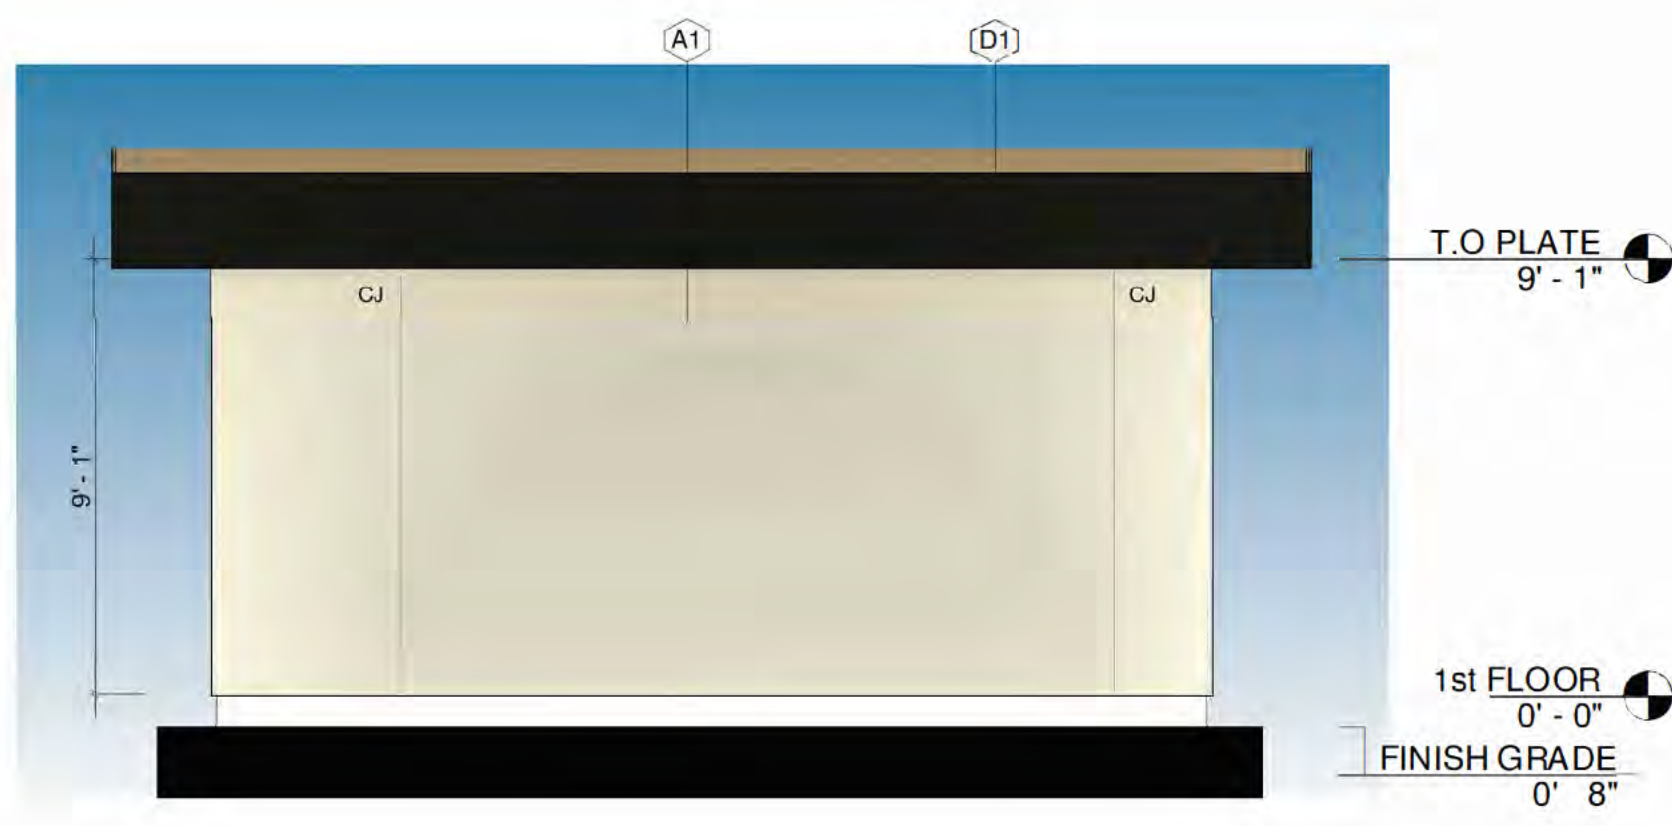 A1
D1
T.O PLATE
9' - 1"
CJ
CJ
9' - 1"
1st FLOOR
0' - 0"
FINISH GRADE
0' 8"